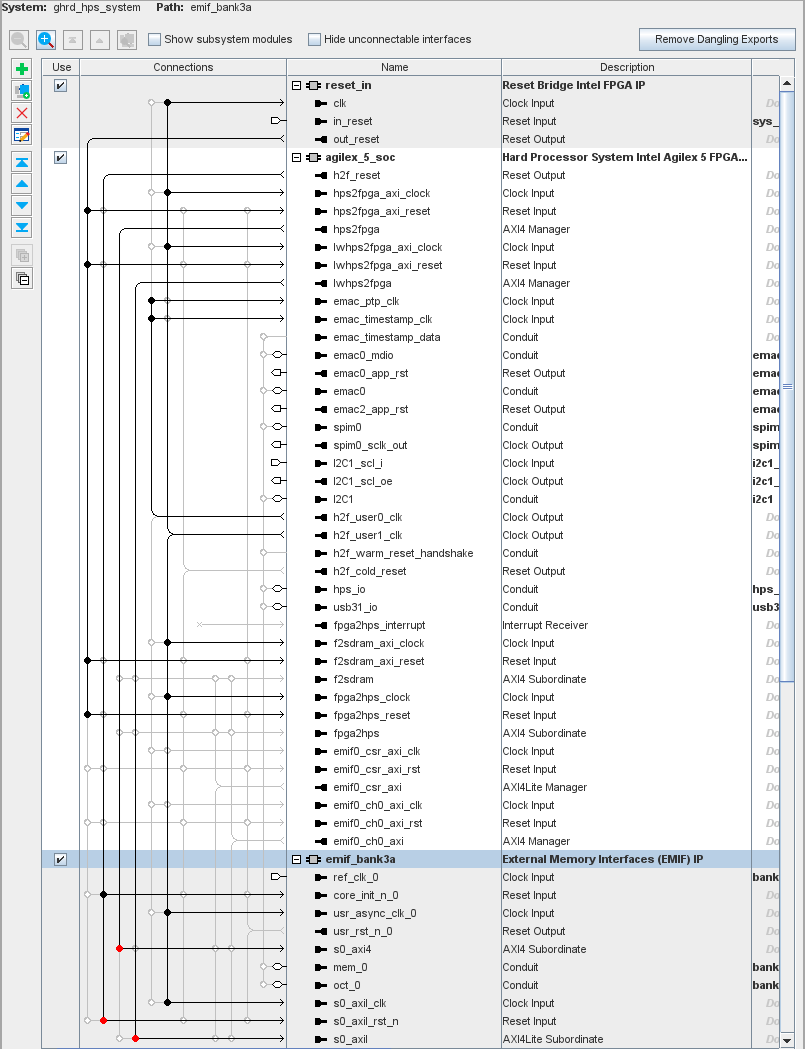 System: ghrd_hps_system Path: emif_bank3a
Show subsystem modules Hide unconnectable interfaces Remove Dangling Exports
Use Connections Name Description
reset_in Reset Bridge Intel FPGA IP
clk Clock Input Do
in_reset Reset Input sys_
out_reset Reset Output Do
agilex_5_soc Hard Processor System Intel Agilex 5 FPGA...
h2f_reset Reset Output Do
hps2fpga_axi_clock Clock Input Do
hps2fpga_axi_reset Reset Input Do
hps2fpga AXI4 Manager Do
lwhps2fpga_axi_clock Clock Input Do
lwhps2fpga_axi_reset Reset Input Do
lwhps2fpga AXI4 Manager Do
emac_ptp_clk Clock Input Do
emac_timestamp_clk Clock Input Do
emac_timestamp_data Conduit Do
emac0_mdio Conduit emac
emac0_app_rst Reset Output emac
emac0 Conduit emac
emac2_app_rst Reset Output emac
spim0 Conduit spim
spim0_sclk_out Clock Output spim
I2C1_scl_i Clock Input i2c1_
I2C1_scl_oe Clock Output i2c1_
I2C1 Conduit i2c1
h2f_user0_clk Clock Output Do
h2f_user1_clk Clock Output Do
h2f_warm_reset_handshake Conduit Do
h2f_cold_reset Reset Output Do
hps_io Conduit hps_
usb31_io Conduit usb3
fpga2hps_interrupt Interrupt Receiver Do
f2sdram_axi_clock Clock Input Do
f2sdram_axi_reset Reset Input Do
f2sdram AXI4 Subordinate Do
fpga2hps_clock Clock Input Do
fpga2hps_reset Reset Input Do
fpga2hps AXI4 Subordinate Do
emif0_csr_axi_clk Clock Input Do
emif0_csr_axi_rst Reset Input Do
emif0_csr_axi AXI4Lite Manager Do
emif0_ch0_axi_clk Clock Input Do
emif0_ch0_axi_rst Reset Input Do
emif0_ch0_axi AXI4 Manager Do
emif_bank3a External Memory Interfaces (EMIF) IP
ref_clk_0 Clock Input bank
core_init_n_0 Reset Input Do
usr_async_clk_0 Clock Input Do
usr_rst_n_0 Reset Output Do
s0_axi4 AXI4 Subordinate Do
mem_0 Conduit bank
oct_0 Conduit bank
s0_axil_clk Clock Input Do
s0_axil_rst_n Reset Input Do
s0_axil AXI4Lite Subordinate Do